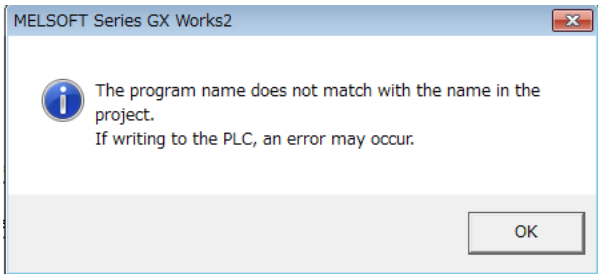 MELSOFT Series GX Works2
The program name does not match with the name in the
project.
If writing to the PLC, an error may occur.
OK